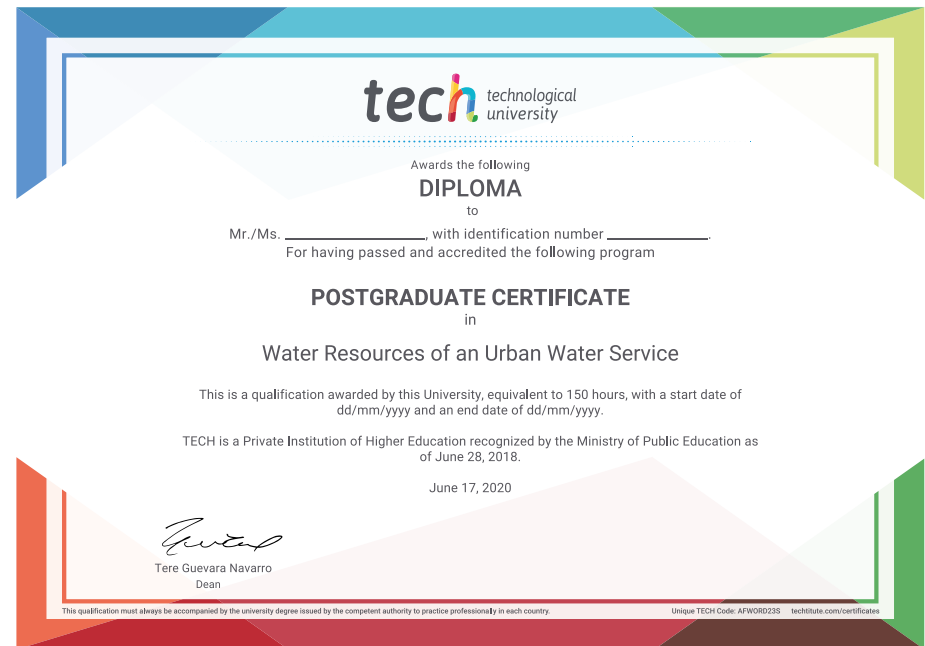 tech technological
university
Awards the following
DIPLOMA
to
Mr./Ms. ____________________, with identification number ______________.
For having passed and accredited the following program
POSTGRADUATE CERTIFICATE
in
Water Resources of an Urban Water Service
This is a qualification awarded by this University, equivalent to 150 hours, with a start date of
dd/mm/yyyy and an end date of dd/mm/yyyy.
TECH is a Private Institution of Higher Education recognized by the Ministry of Public Education as
of June 28, 2018.
June 17, 2020
Tere Guevara Navarro
Dean
This qualification must always be accompanied by the university degree issued by the competent authority to practice professionally in each country.
Unique TECH Code: AFWORD23S techtitute.com/certificates